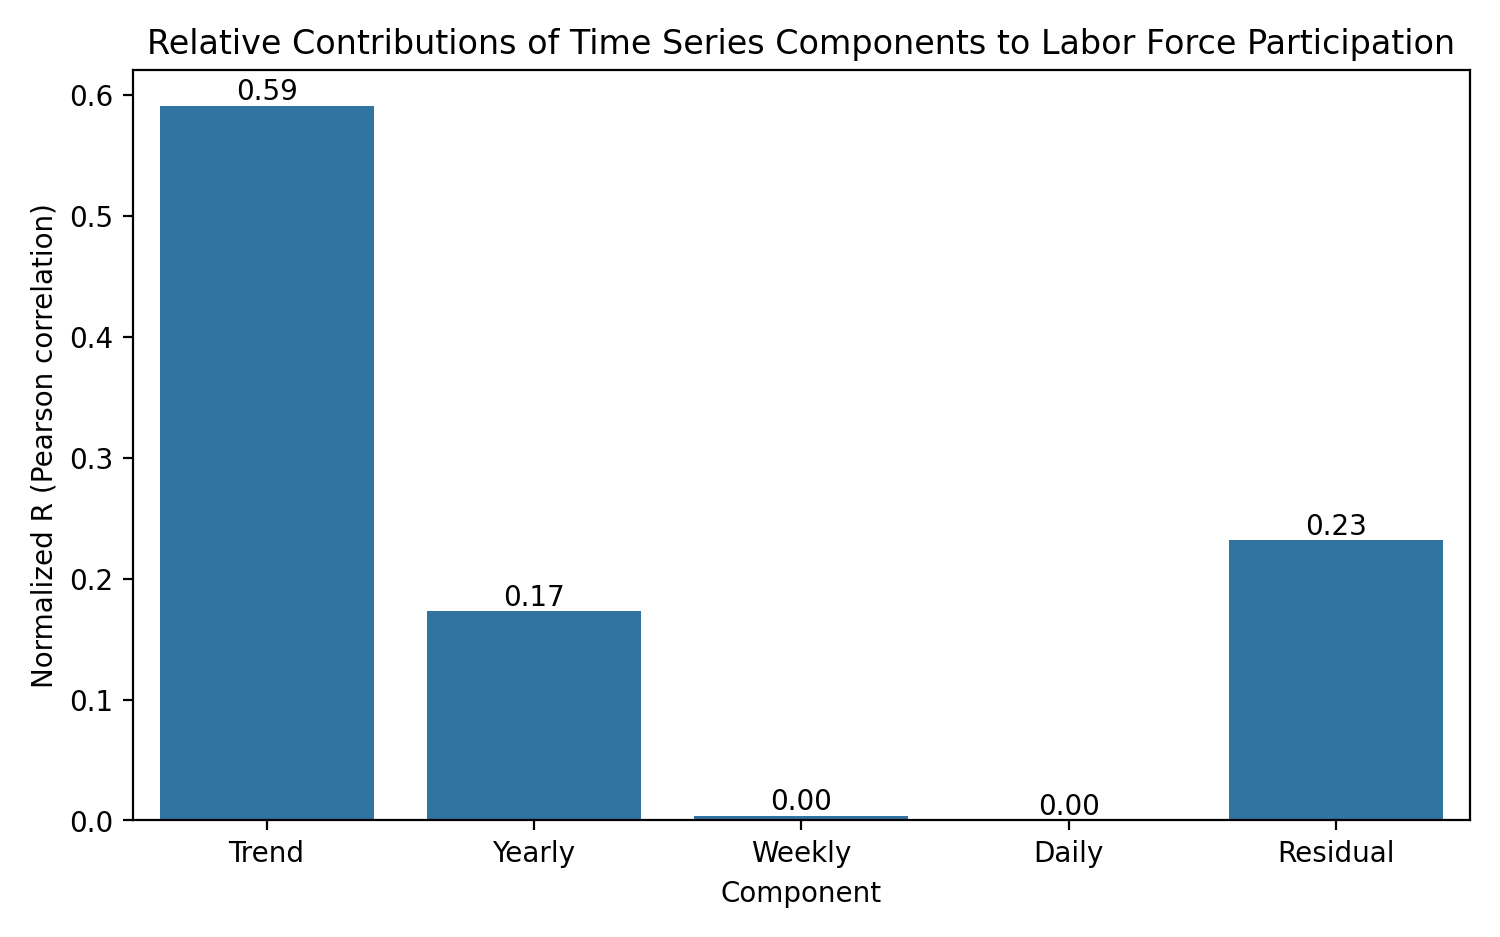 Relative Contributions of Time Series Components to Labor Force Participation
Normalized R (Pearson correlation)
0.6
0.5
0.4
0.3
0.2
0.1
0.0
0.59
0.17
0.00
0.00
0.23
Trend
Yearly
Weekly
Daily
Residual
Component